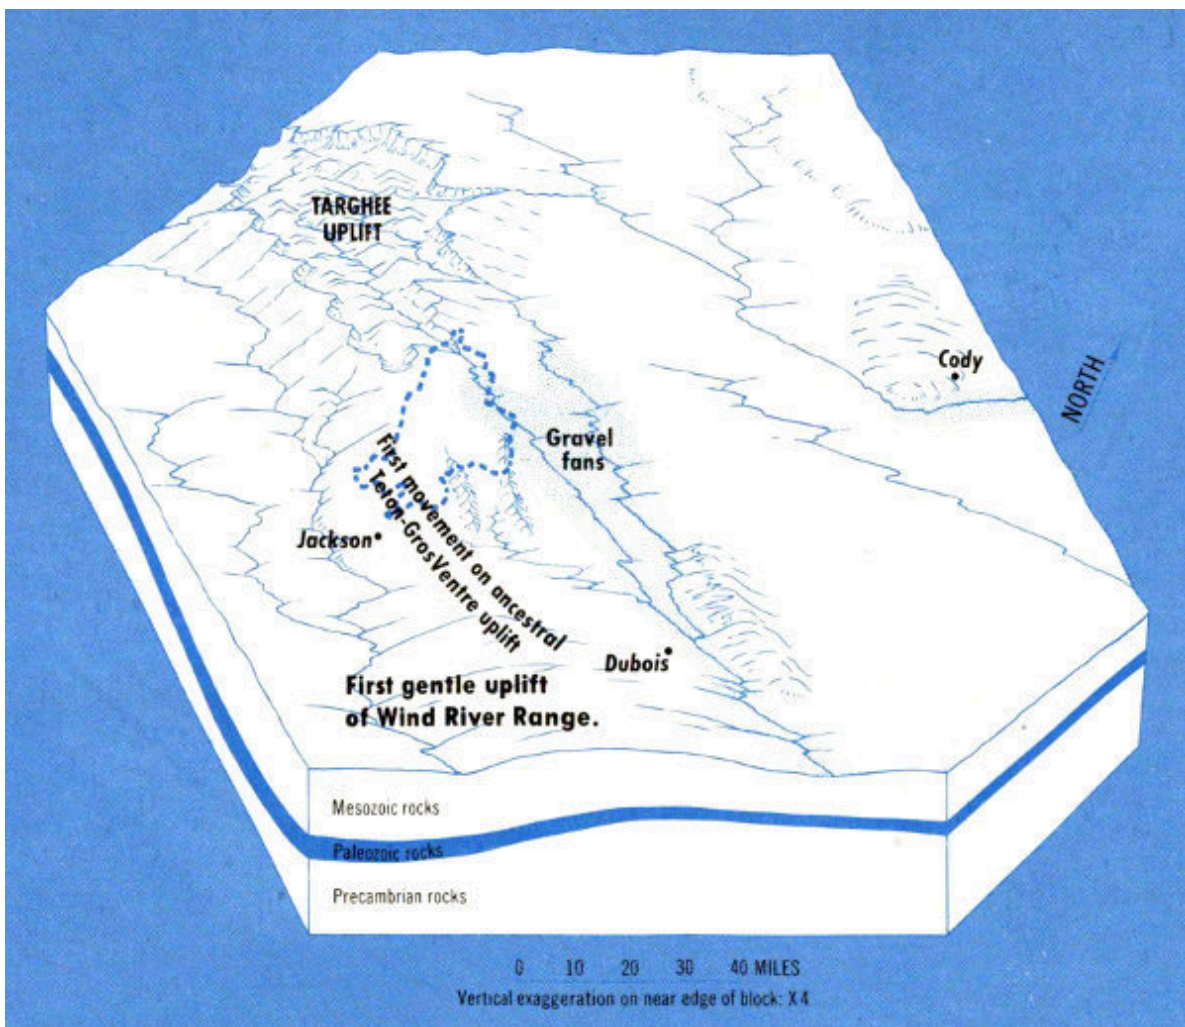 TARGHEE
UPLIFT
Cody
NORTH
Gravel
fans
First movement on ancestral
Teton-GrosVentre uplift
Jackson
Dubois
First gentle uplift
of Wind River Range.
Mesozoic rocks
Paleozoic rocks
Precambrian rocks
0 10 20 30 40 MILES
Vertical exaggeration on near edge of block: X4